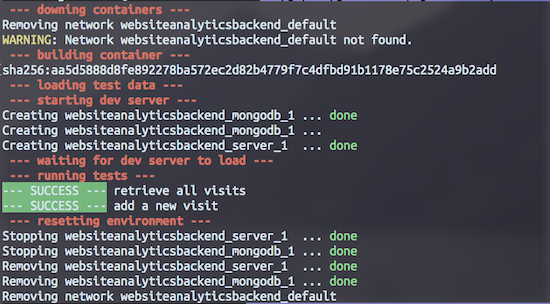 --- downing containers ---
Removing network websiteanalyticsbackend_default
WARNING: Network websiteanalyticsbackend_default not found.
--- building container ---
sha256:aa5d5888d8fe892278ba572ec2d82b4779f7c4dfbd91b1178e75c2524a9b2add
--- loading test data ---
--- starting dev server ---
Creating websiteanalyticsbackend_mongodb_1 ... done
Creating websiteanalyticsbackend_mongodb_1 ...
Creating websiteanalyticsbackend_server_1 ... done
--- waiting for dev server to load ---
--- running tests ---
--- SUCCESS --- retrieve all visits
--- SUCCESS --- add a new visit
--- resetting environment ---
Stopping websiteanalyticsbackend_server_1 ... done
Stopping websiteanalyticsbackend_mongodb_1 ... done
Removing websiteanalyticsbackend_server_1 ... done
Removing websiteanalyticsbackend_mongodb_1 ... done
Removing network websiteanalyticsbackend_default